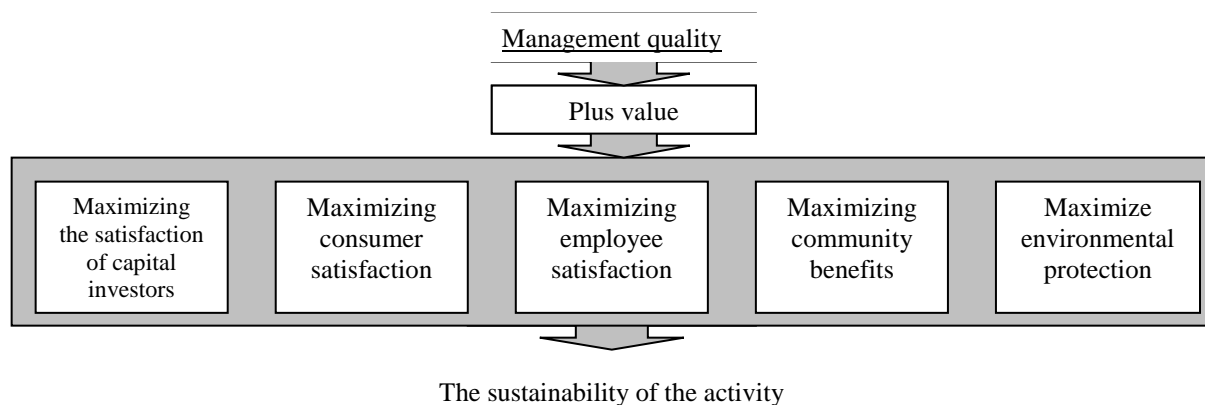 Management quality
Plus value
Maximizing
the satisfaction
of capital
investors
Maximizing
consumer
satisfaction
Maximizing
employee
satisfaction
Maximizing
community
benefits
Maximize
environmental
protection
The sustainability of the activity